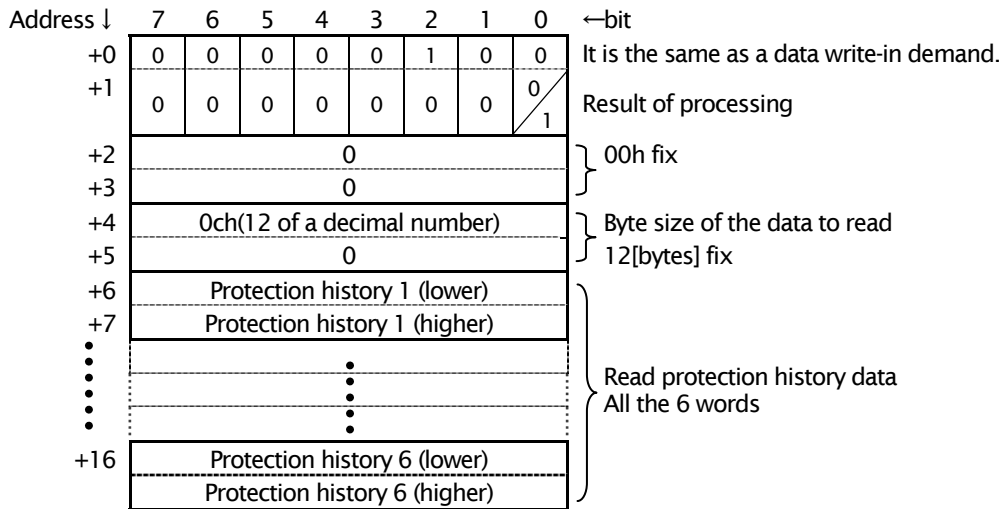 Address ↓ 7 6 5 4 3 2 1 0 ←bit
+0 0 0 0 0 0 1 0 0 It is the same as a data write-in demand.
+1 0 0 0 0 0 0 0 0/1 Result of processing
+2 0 00h fix
+3 0
+4 0ch(12 of a decimal number) Byte size of the data to read
+5 0 12[bytes] fix
+6 Protection history 1 (lower)
+7 Protection history 1 (higher)
Read protection history data
All the 6 words
+16 Protection history 6 (lower)
Protection history 6 (higher)